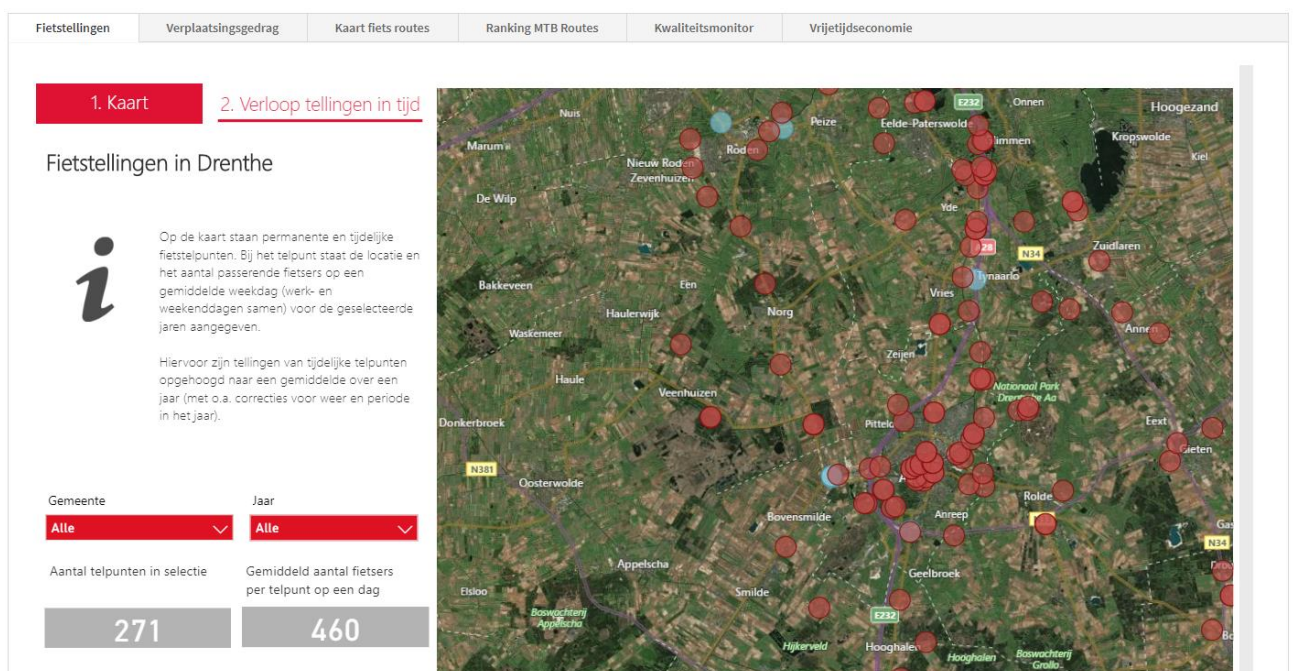 Fietstellingen
Verplaatsingsgedrag
Kaart fiets routes
Ranking MTB Routes
Kwaliteitsmonitor
Vrijetijdseconomie
1. Kaart
2. Verloop tellingen in tijd
Fietstellingen in Drenthe
Op de kaart staan permanente en tijdelijke
fietstelpunten. Bij het telpunt staat de locatie en
het aantal passerende fietsers op een
gemiddelde weekdag (werk- en
weekenddagen samen) voor de geselecteerde
jaren aangegeven.
Hiervoor zijn tellingen van tijdelijke telpunten
opgehoogd naar een gemiddelde over een
jaar (met o.a. correcties voor weer en periode
in het jaar).
Gemeente
Jaar
Alle
Alle
Aantal telpunten in selectie
Gemiddeld aantal fietsers
per telpunt op een dag
271
460
E232
Onnen
Hoogezand
Nuis
Peize
Eelde-Paterswolde
Kropswolde
Marum
Roden
Kiel
Nieuw Roden
Zevenhuizen
De Wilp
Yde
A28
N34
Zuidlaren
Tynaarlo
Bakkeveen
Een
Vries
Haulerwijk
Norg
Annen
Waskemeer
Zeijen
Haule
Nationaal Park
Drentsche Aa
Veenhuizen
Donkerbroek
Eext
Gieten
N381
Oosterwolde
Rolde
Bovensmilde
Anreep
N34
Appelscha
Geelbroek
Elsloo
Smilde
Boswachterij
Appelscha
E232
Hijkerveld
Hooghalen
Hooghalen
Boswachterij
Grollo